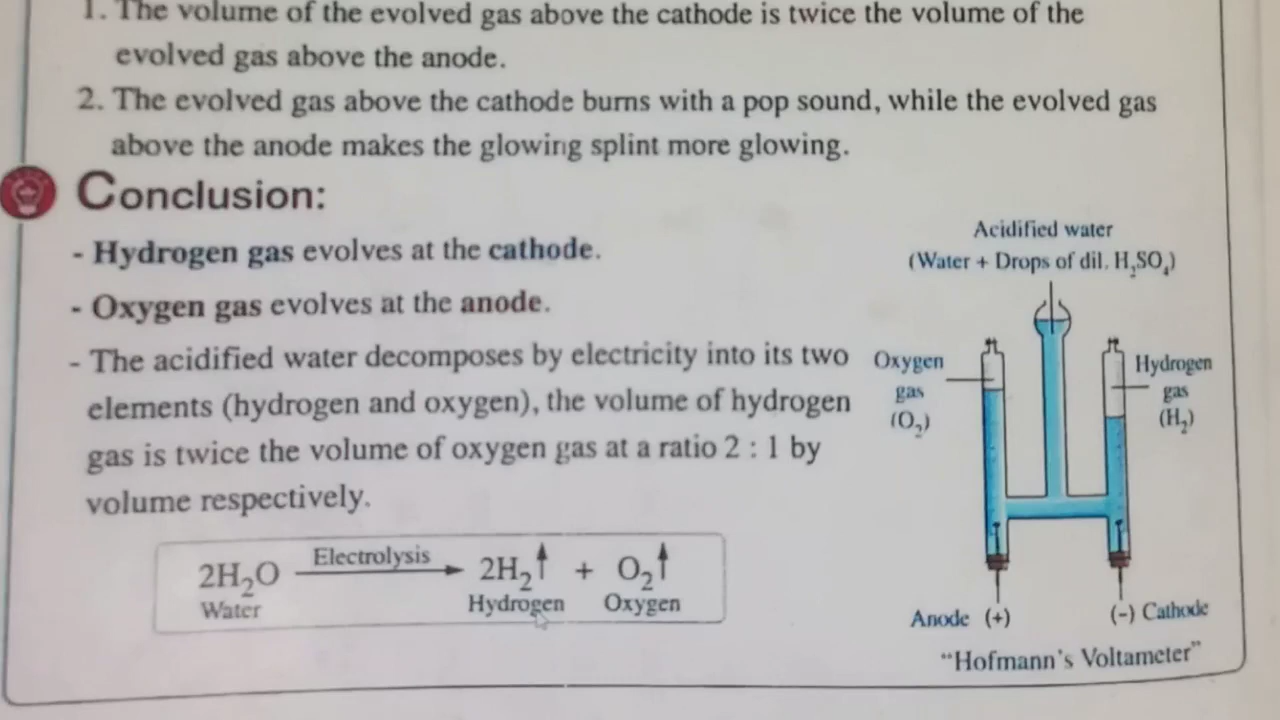 1. The volume of the evolved gas above the cathode is twice the volume of the
evolved gas above the anode.
2. The evolved gas above the cathode burns with a pop sound, while the evolved gas
above the anode makes the glowing splint more glowing.
Conclusion:
- Hydrogen gas evolves at the cathode.
- Oxygen gas evolves at the anode.
- The acidified water decomposes by electricity into its two
elements (hydrogen and oxygen), the volume of hydrogen
gas is twice the volume of oxygen gas at a ratio 2 : 1 by
volume respectively.
2H₂O Electrolysis → 2H₂↑ + O₂↑
Water Hydrogen Oxygen
Acidified water
(Water + Drops of dil. H₂SO₄)
Oxygen
gas
(O₂)
Hydrogen
gas
(H₂)
Anode (+)
(-) Cathode
"Hofmann's Voltameter"